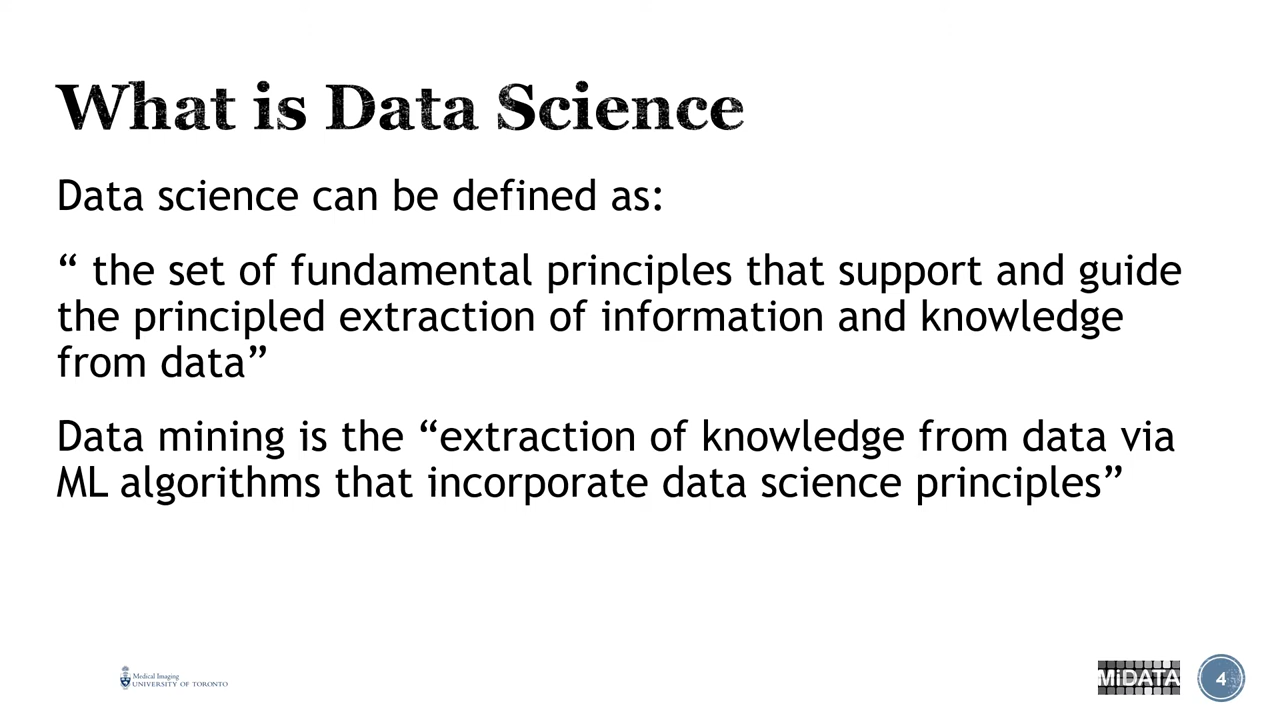 What is Data Science
Data science can be defined as:
“ the set of fundamental principles that support and guide
the principled extraction of information and knowledge
from data”
Data mining is the “extraction of knowledge from data via
ML algorithms that incorporate data science principles”
Medical Imaging
UNIVERSITY OF TORONTO
MiDATA
4